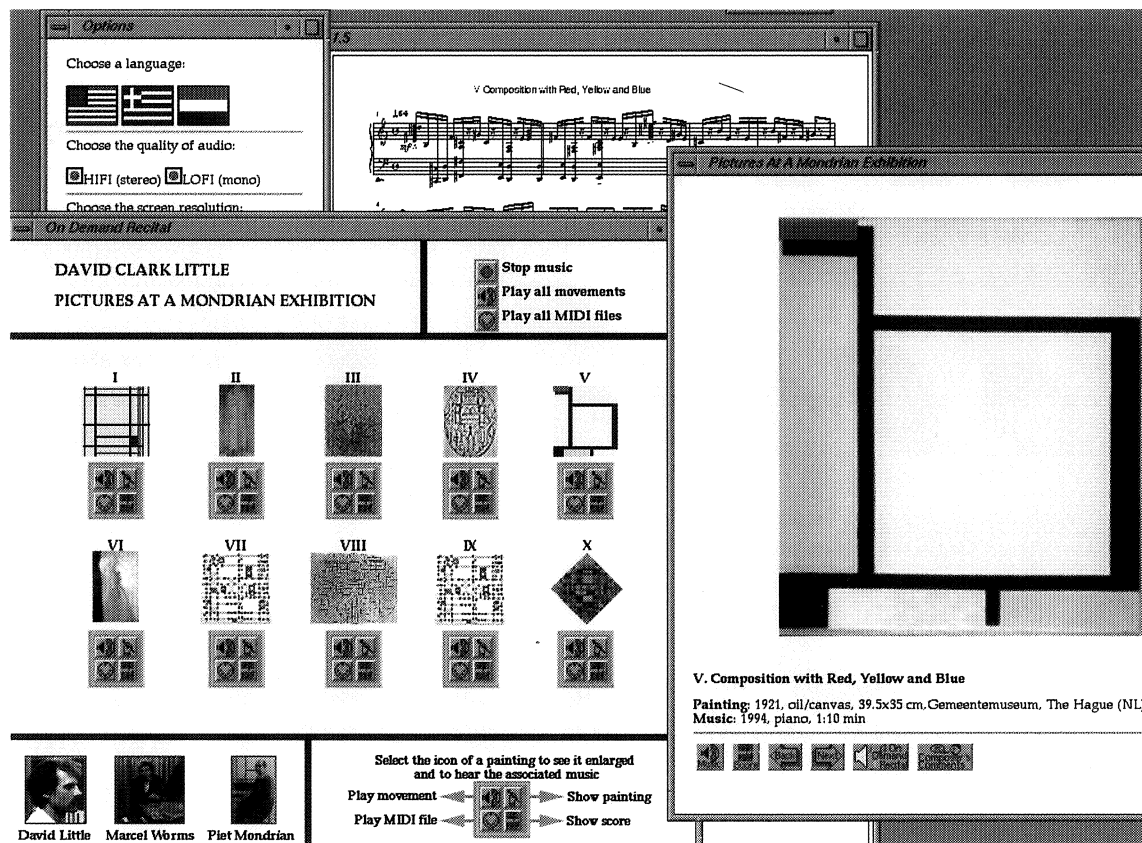 Options
Choose a language:
Choose the quality of audio:
HIFI (stereo) LOFI (mono)
Choose the screen resolution:
1.5
V Composition with Red, Yellow and Blue
On Demand Recital
DAVID CLARK LITTLE
PICTURES AT A MONDRIAN EXHIBITION
Stop music
Play all movements
Play all MIDI files
I II III IV V
VI VII VIII IX X
David Little Marcel Worms Piet Mondrian
Select the icon of a painting to see it enlarged
and to hear the associated music
Play movement Show painting
Play MIDI file Show score
Pictures At A Mondrian Exhibition
V. Composition with Red, Yellow and Blue
Painting: 1921, oil/canvas, 39.5x35 cm, Gemeentemuseum, The Hague (NL)
Music: 1994, piano, 1:10 min
Back Next